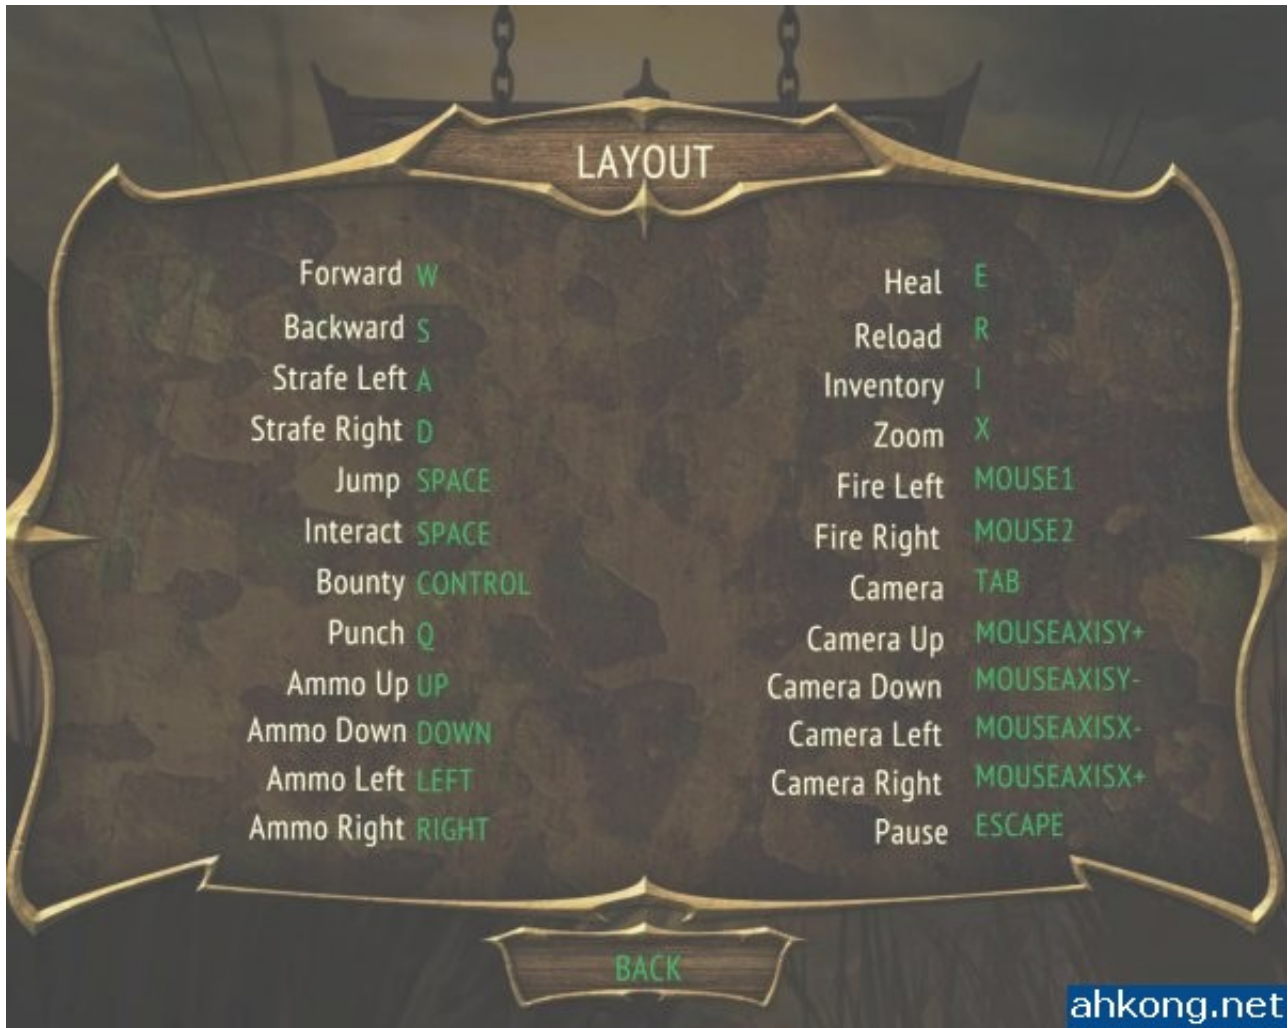 LAYOUT
Forward W
Backward S
Strafe Left A
Strafe Right D
Jump SPACE
Interact SPACE
Bounty CONTROL
Punch Q
Ammo Up UP
Ammo Down DOWN
Ammo Left LEFT
Ammo Right RIGHT
Heal E
Reload R
Inventory I
Zoom X
Fire Left MOUSE1
Fire Right MOUSE2
Camera TAB
Camera Up MOUSEAXISY+
Camera Down MOUSEAXISY-
Camera Left MOUSEAXISX-
Camera Right MOUSEAXISX+
Pause ESCAPE
BACK
ahkong.net